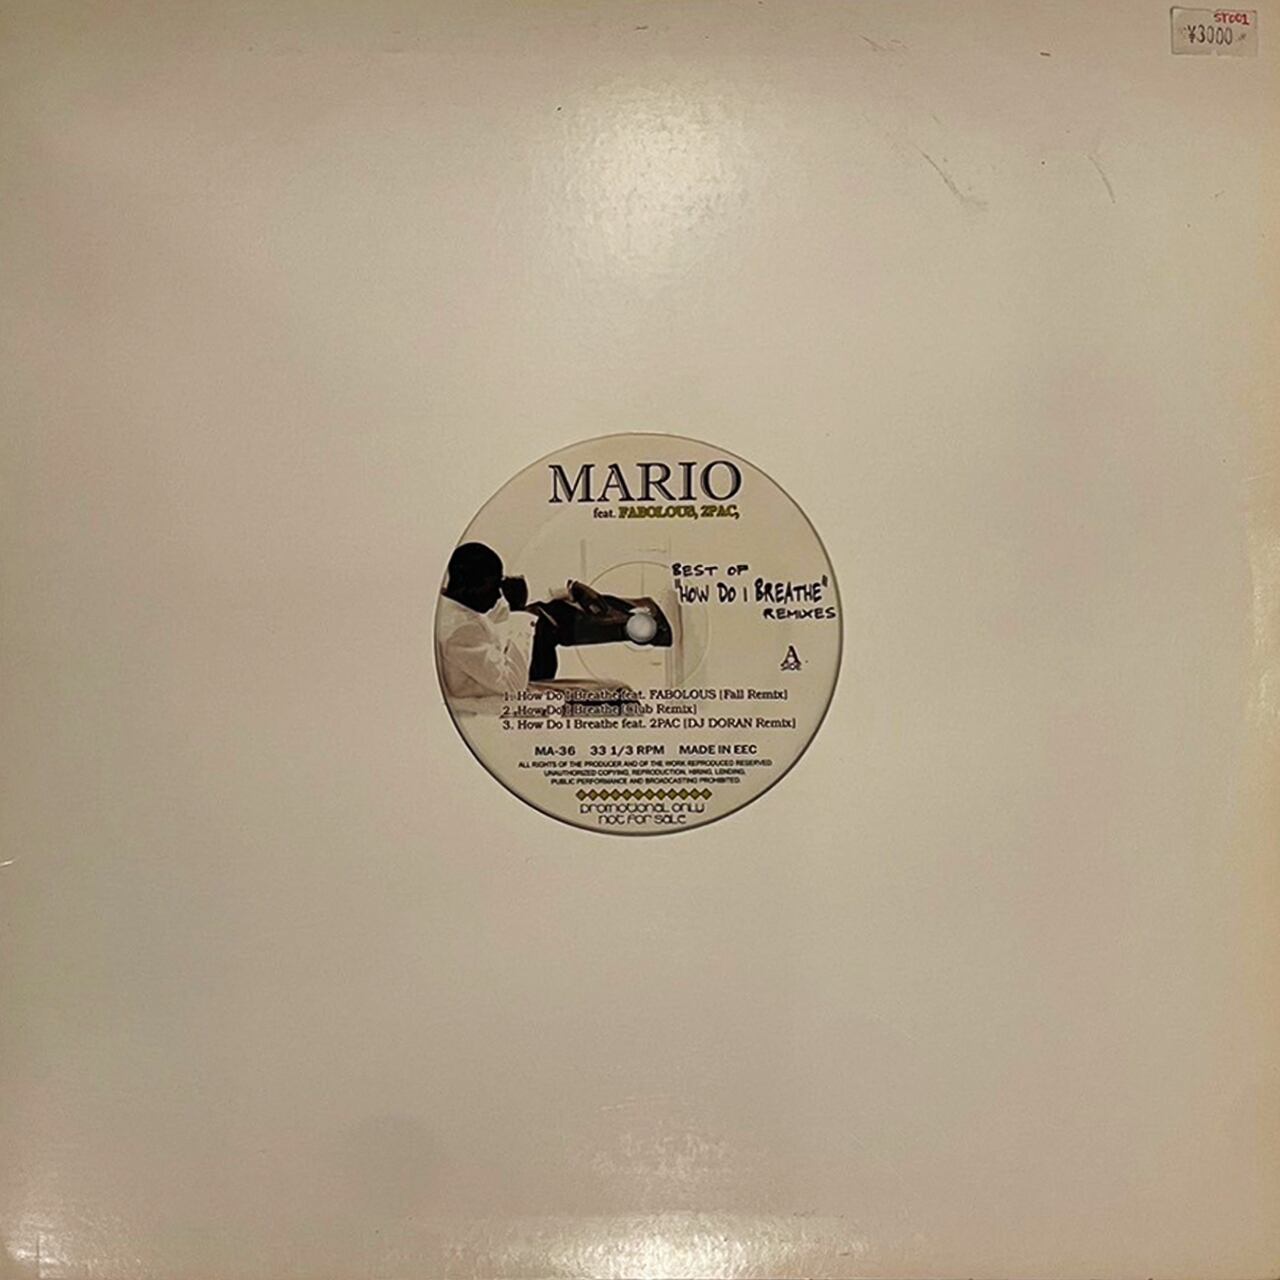 ST001
¥3000
MARIO
feat. FABOLOUS, 2PAC,
BEST OF
"HOW DO I BREATHE"
REMIXES
A
SIDE
1. How Do I Breathe feat. FABOLOUS [Fall Remix]
2. How Do I Breathe [Club Remix]
3. How Do I Breathe feat. 2PAC [DJ DORAN Remix]
MA-36 33 1/3 RPM MADE IN EEC
ALL RIGHTS OF THE PRODUCER AND OF THE WORK REPRODUCED RESERVED
UNAUTHORIZED COPYING, REPRODUCTION, HIRING, LENDING,
PUBLIC PERFORMANCE AND BROADCASTING PROHIBITED.
promotional only
not for sale